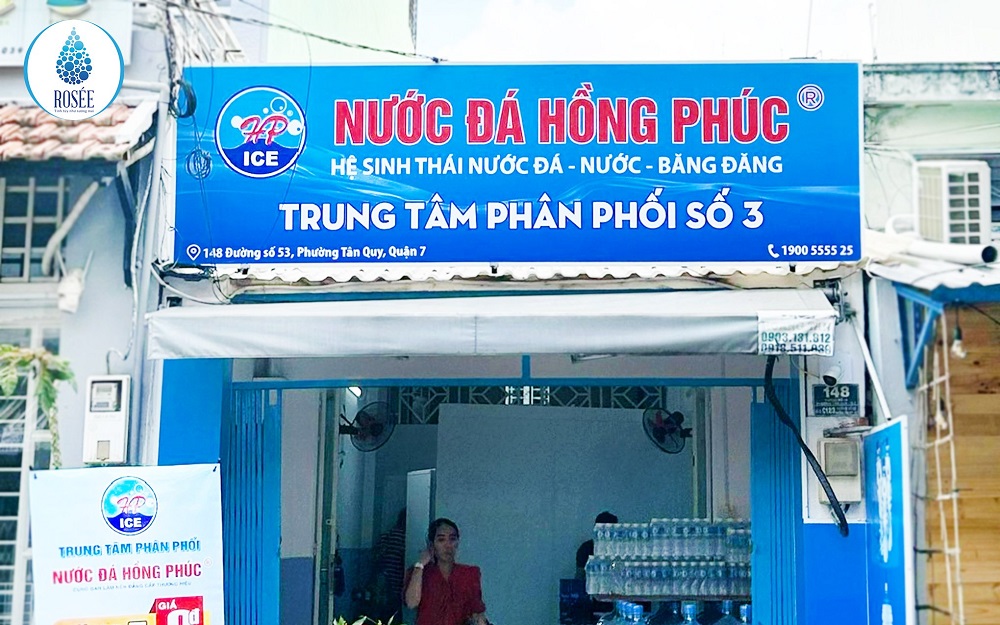 ROSÉE
NƯỚC ĐÁ HỒNG PHÚC ®
HP
ICE
HỆ SINH THÁI NƯỚC ĐÁ - NƯỚC - BĂNG ĐĂNG
TRUNG TÂM PHÂN PHỐI SỐ 3
148 Đường số 53, Phường Tân Quy, Quận 7
1900 5555 25
148
HP
ICE
TRUNG TÂM PHÂN PHỐI
NƯỚC ĐÁ HỒNG PHÚC
GIÁ